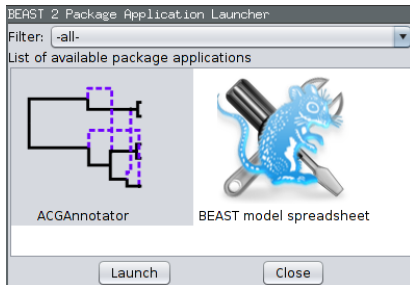 BEAST 2 Package Application Launcher
Filter: -all-
List of available package applications
ACGAnnotator BEAST model spreadsheet
Launch Close